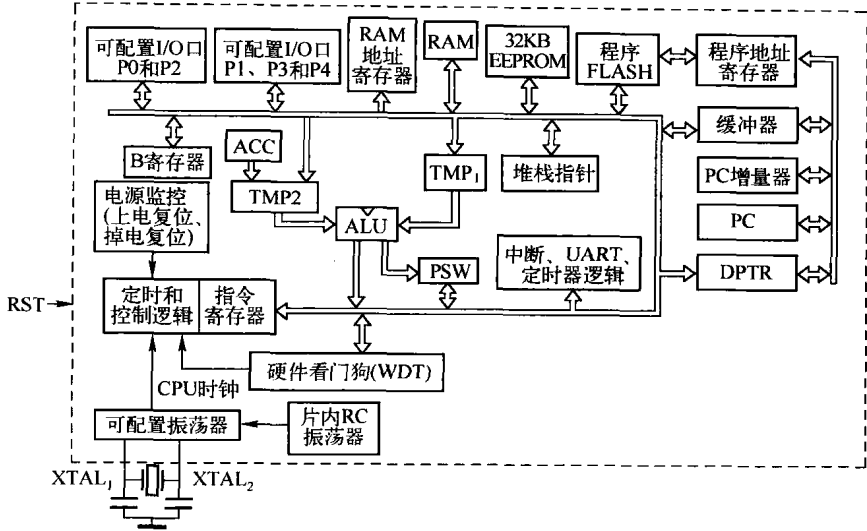 可配置I/O口
P0和P2
可配置I/O口
P1、P3和P4
RAM
地址
寄存器
RAM
32KB
EEPROM
程序
FLASH
程序地址
寄存器
B寄存器
ACC
TMP2
TMP1
堆栈指针
缓冲器
PC增量器
PC
DPTR
电源监控
(上电复位、
掉电复位)
ALU
PSW
中断、UART、
定时器逻辑
RST
定时和
控制逻辑
指令
寄存器
硬件看门狗(WDT)
CPU时钟
可配置振荡器
片内RC
振荡器
XTAL1
XTAL2